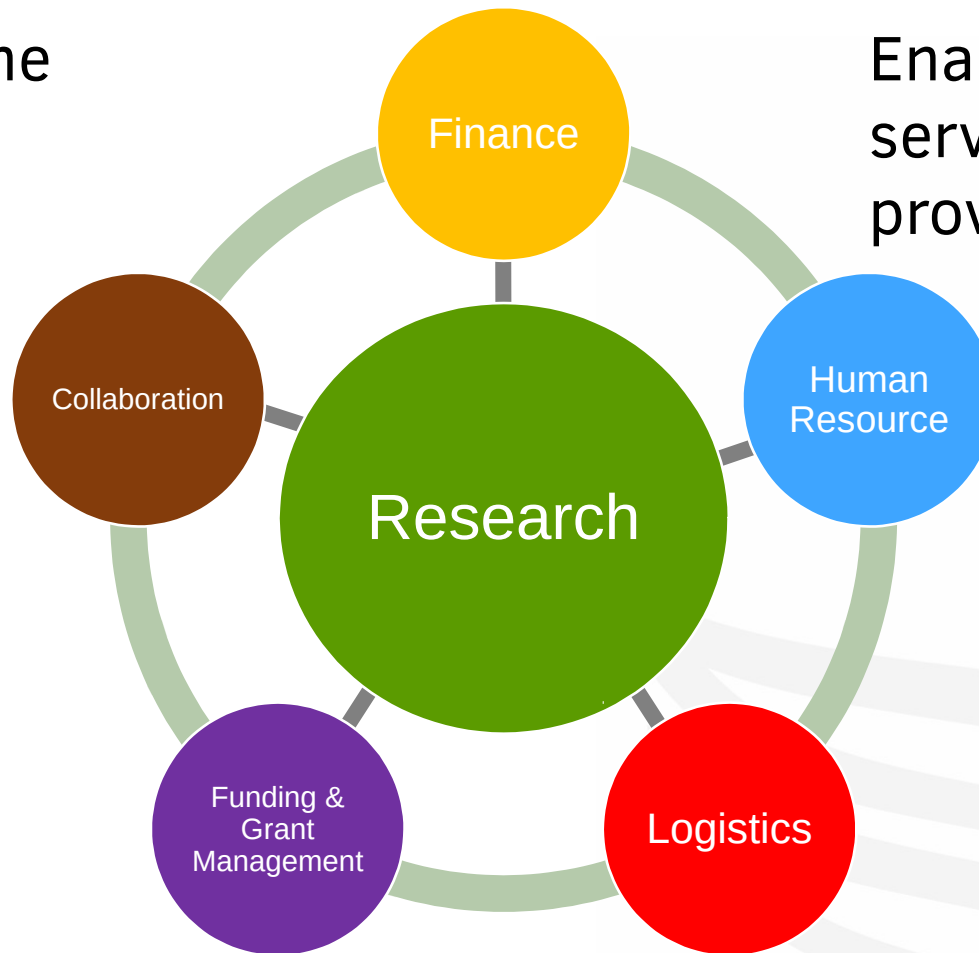 Finance
Human
Resource
Collaboration
Research
Funding &
Grant
Management
Logistics